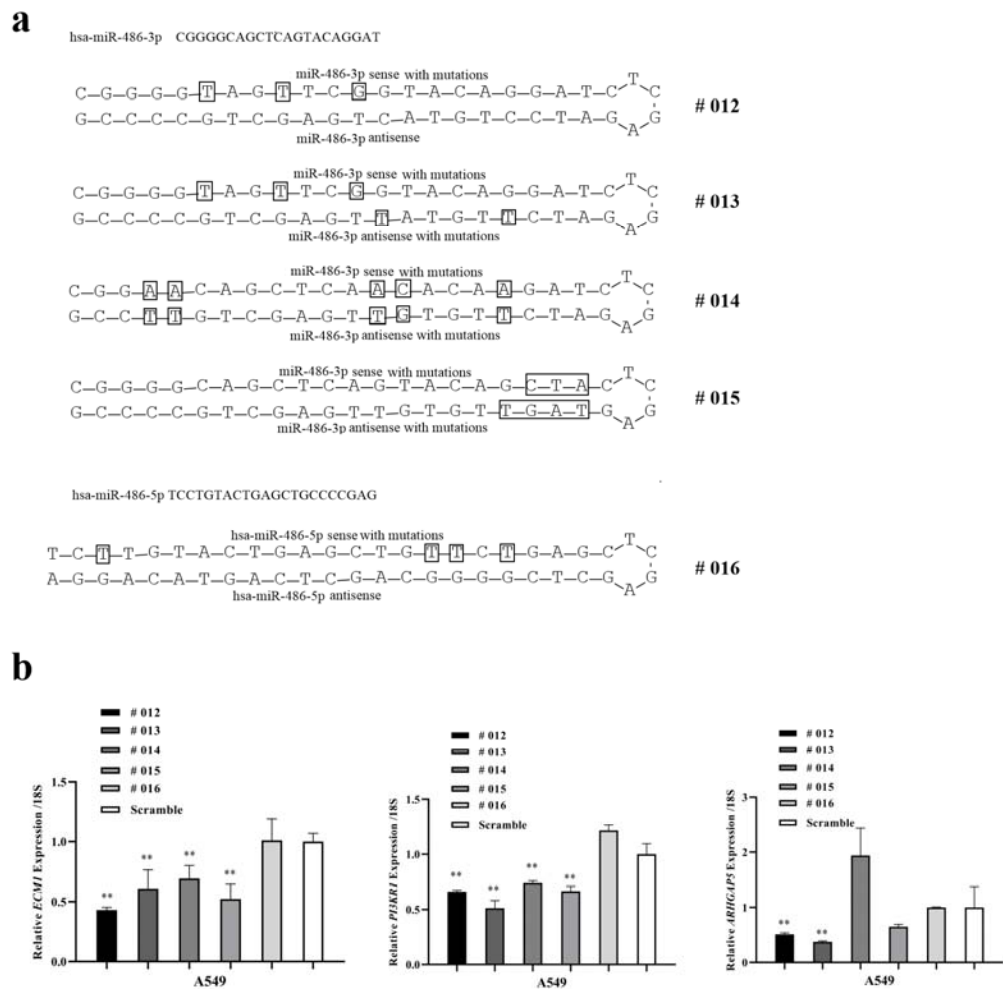 a
hsa-miR-486-3p CGGGGCAGCTCAGTACAGGAT
miR-486-3p sense with mutations
C—G—G—G—G—T—A—G—T—T—C—G—G—T—A—C—A—G—G—A—T—C—T—C
G—C—C—C—C—G—T—C—G—A—G—T—C—A—T—G—T—C—C—T—A—G—A—G
miR-486-3p antisense
# 012
miR-486-3p sense with mutations
C—G—G—G—G—T—A—G—T—T—C—G—G—T—A—C—A—G—G—A—T—C—T—C
G—C—C—C—C—G—T—C—G—A—G—T—T—A—T—G—T—T—C—T—A—G—A—G
miR-486-3p antisense with mutations
# 013
miR-486-3p sense with mutations
C—G—G—A—A—C—A—G—C—T—C—A—A—C—A—C—A—A—G—A—T—C—T—C
G—C—C—T—T—G—T—C—G—A—G—T—T—G—T—G—T—T—C—T—A—G—A—G
miR-486-3p antisense with mutations
# 014
miR-486-3p sense with mutations
C—G—G—G—G—C—A—G—C—T—C—A—G—T—A—C—A—G—C—T—A—C—T—C
G—C—C—C—C—G—T—C—G—A—G—T—T—G—T—G—T—T—G—A—T—G—A—G
miR-486-3p antisense with mutations
# 015
hsa-miR-486-5p TCCTGTACTGAGCTGCCCCGAG
hsa-miR-486-5p sense with mutations
T—C—T—T—G—T—A—C—T—G—A—G—C—T—G—T—T—C—T—G—A—G—C—T—C
A—G—G—A—C—A—T—G—A—C—T—C—G—A—C—G—G—G—G—C—T—C—G—A—G
hsa-miR-486-5p antisense
# 016
b
# 012
# 013
# 014
# 015
# 016
Scramble
Relative ECM1 Expression /18S
1.5
1.0
0.5
0.0
** ** ** **
A549
# 012
# 013
# 014
# 015
# 016
Scramble
Relative PI3KR1 Expression /18S
1.5
1.0
0.5
0.0
** ** ** **
A549
# 012
# 013
# 014
# 015
# 016
Scramble
Relative ARHGAP5 Expression /18S
3
2
1
0
** **
A549